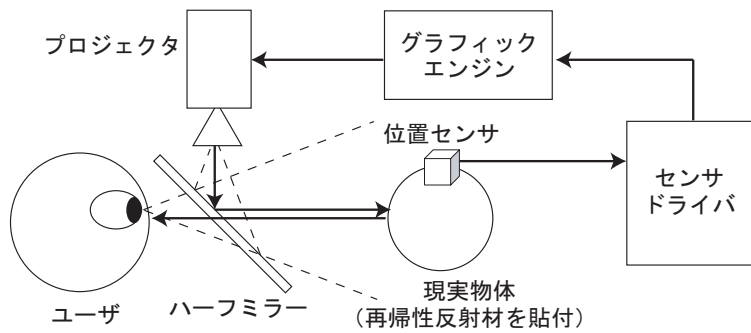 プロジェクタ
グラフィック
エンジン
位置センサ
センサ
ドライバ
ユーザ
ハーフミラー
現実物体
（再帰性反射材を貼付）